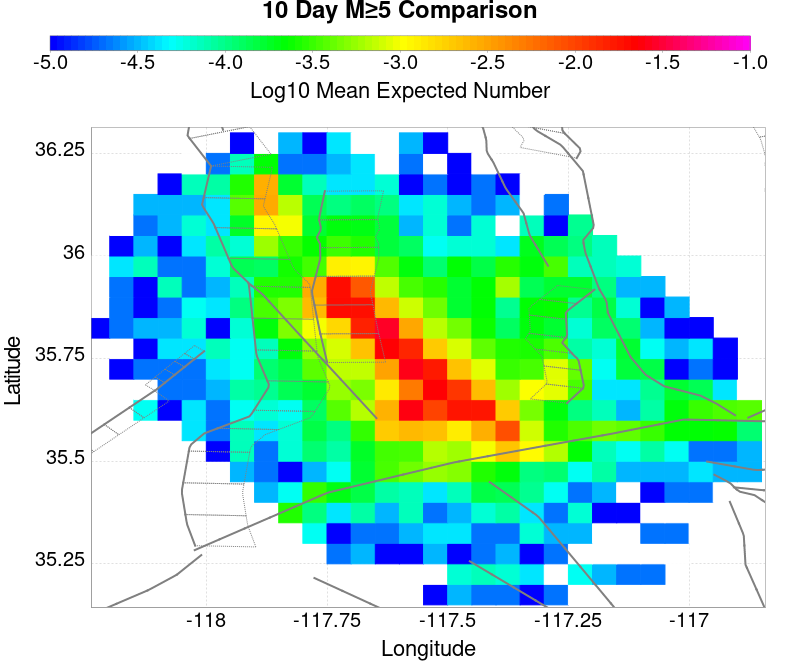 10 Day M≥5 Comparison
-5.0 -4.5 -4.0 -3.5 -3.0 -2.5 -2.0 -1.5 -1.0
Log10 Mean Expected Number
36.25
36
35.75
35.5
35.25
Latitude
-118 -117.75 -117.5 -117.25 -117
Longitude